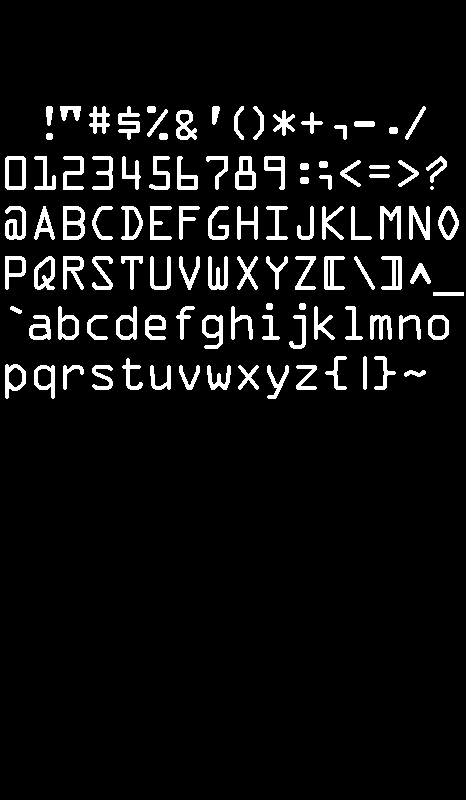 !"#$%&'()*+,-./
0123456789:;<=>?
@ABCDEFGHIJKLMNO
PQRSTUVWXYZ[\]^_
`abcdefghijklmno
pqrstuvwxyz{|}~